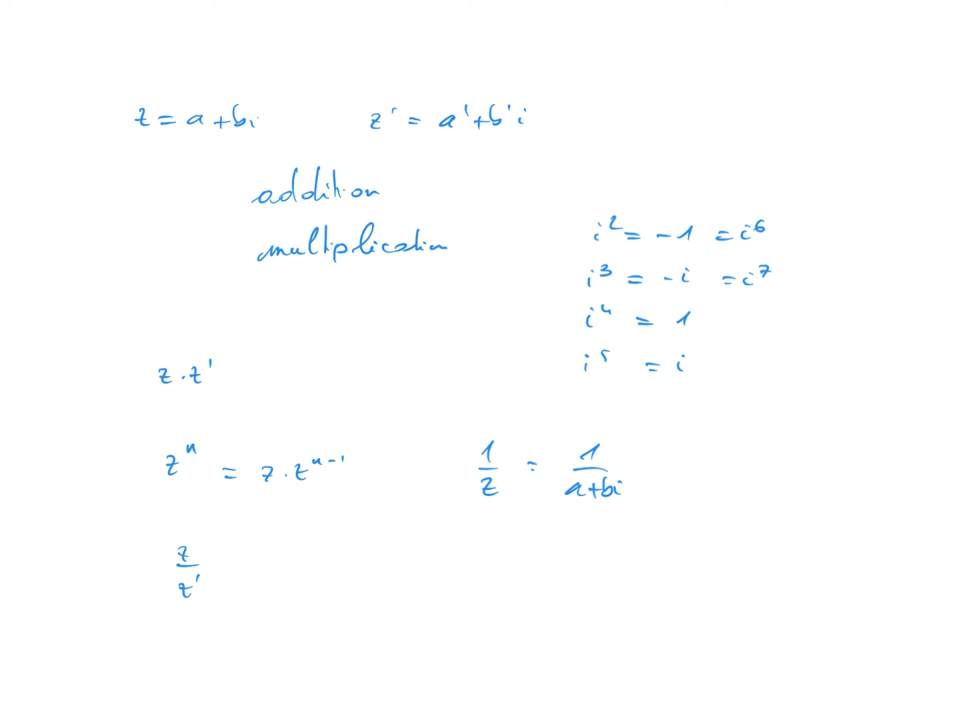 z = a+bi z' = a'+b'i
addition
multiplication
i² = -1 = i⁶
i³ = -i = i⁷
i⁴ = 1
i⁵ = i
z · z'
zⁿ = z · zⁿ⁻¹
1/z = 1/(a+bi)
z/z'